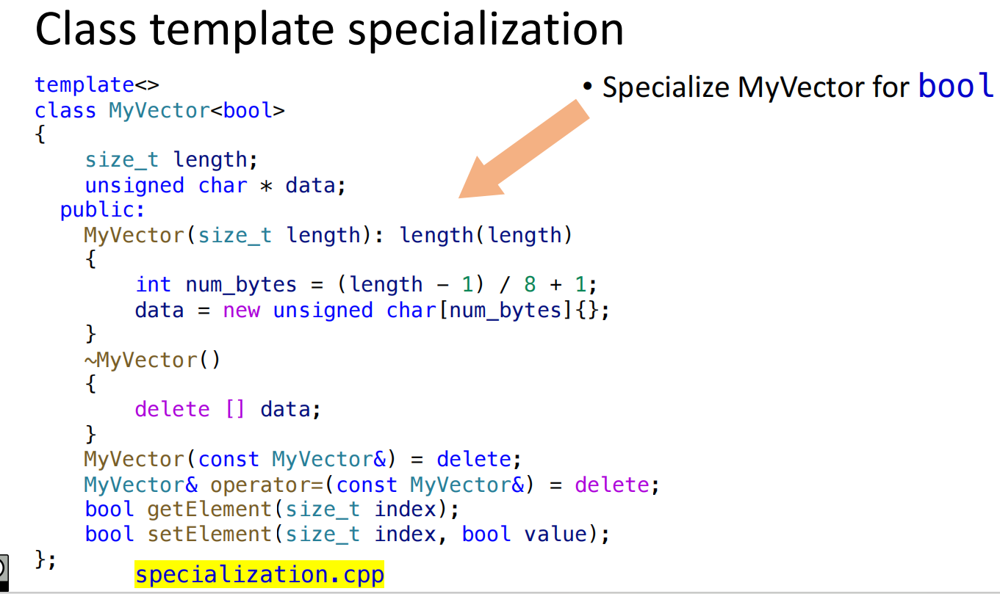 Class template specialization
template<>
class MyVector<bool>
{
    size_t length;
    unsigned char * data;
  public:
    MyVector(size_t length): length(length)
    {
        int num_bytes = (length - 1) / 8 + 1;
        data = new unsigned char[num_bytes]{};
    }
    ~MyVector()
    {
        delete [] data;
    }
    MyVector(const MyVector&) = delete;
    MyVector& operator=(const MyVector&) = delete;
    bool getElement(size_t index);
    bool setElement(size_t index, bool value);
};
• Specialize MyVector for bool
specialization.cpp